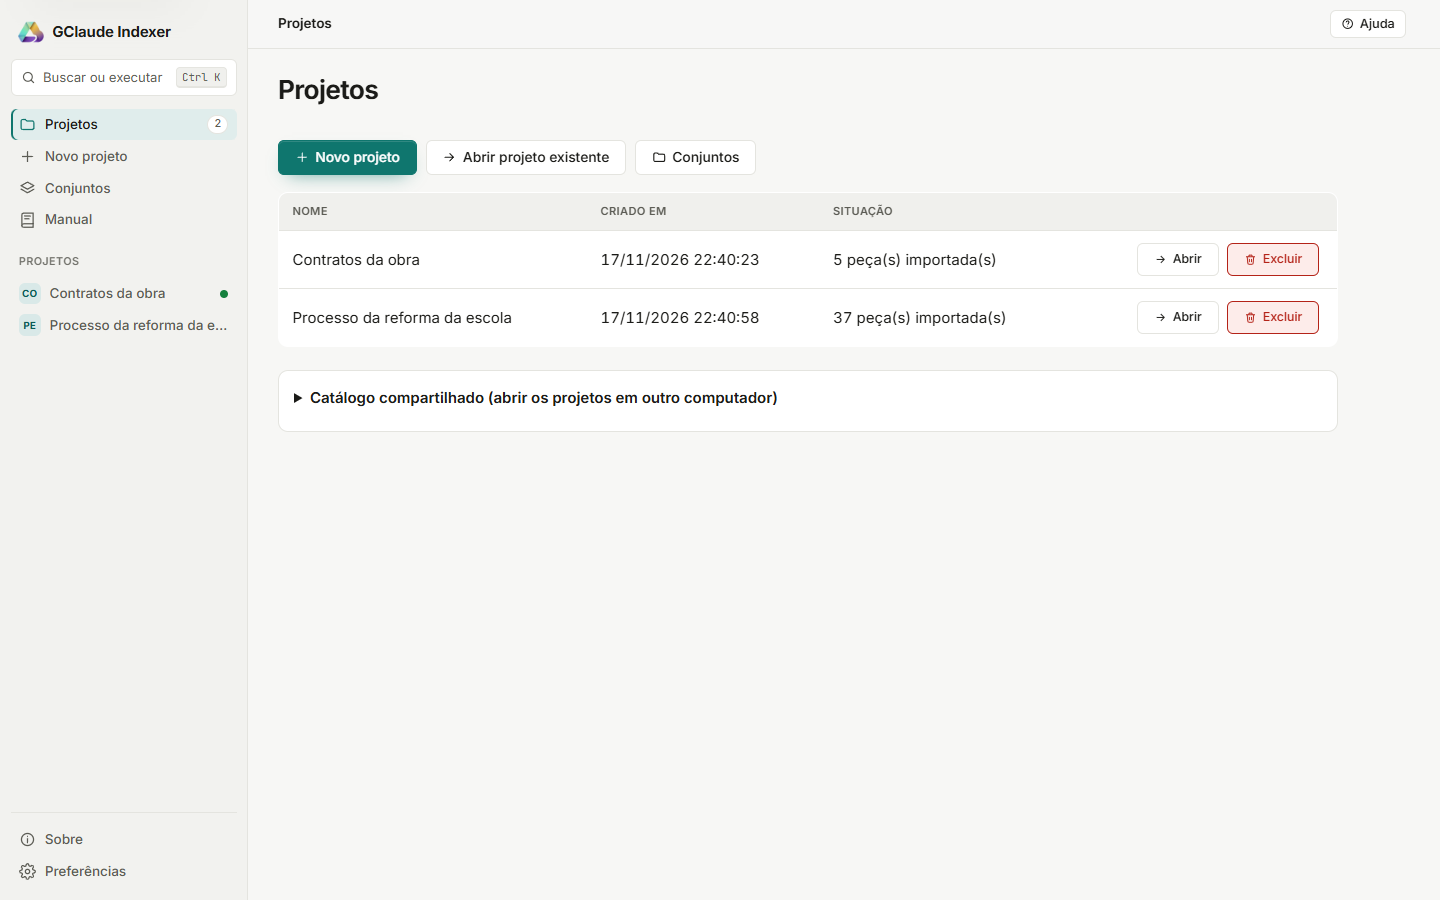 GClaude Indexer
Buscar ou executar Ctrl K
Projetos 2
Novo projeto
Conjuntos
Manual
PROJETOS
CO Contratos da obra
PE Processo da reforma da e...
Sobre
Preferências
Projetos
Ajuda
Projetos
Novo projeto Abrir projeto existente Conjuntos
NOME CRIADO EM SITUAÇÃO
Contratos da obra 17/11/2026 22:40:23 5 peça(s) importada(s) Abrir Excluir
Processo da reforma da escola 17/11/2026 22:40:58 37 peça(s) importada(s) Abrir Excluir
Catálogo compartilhado (abrir os projetos em outro computador)